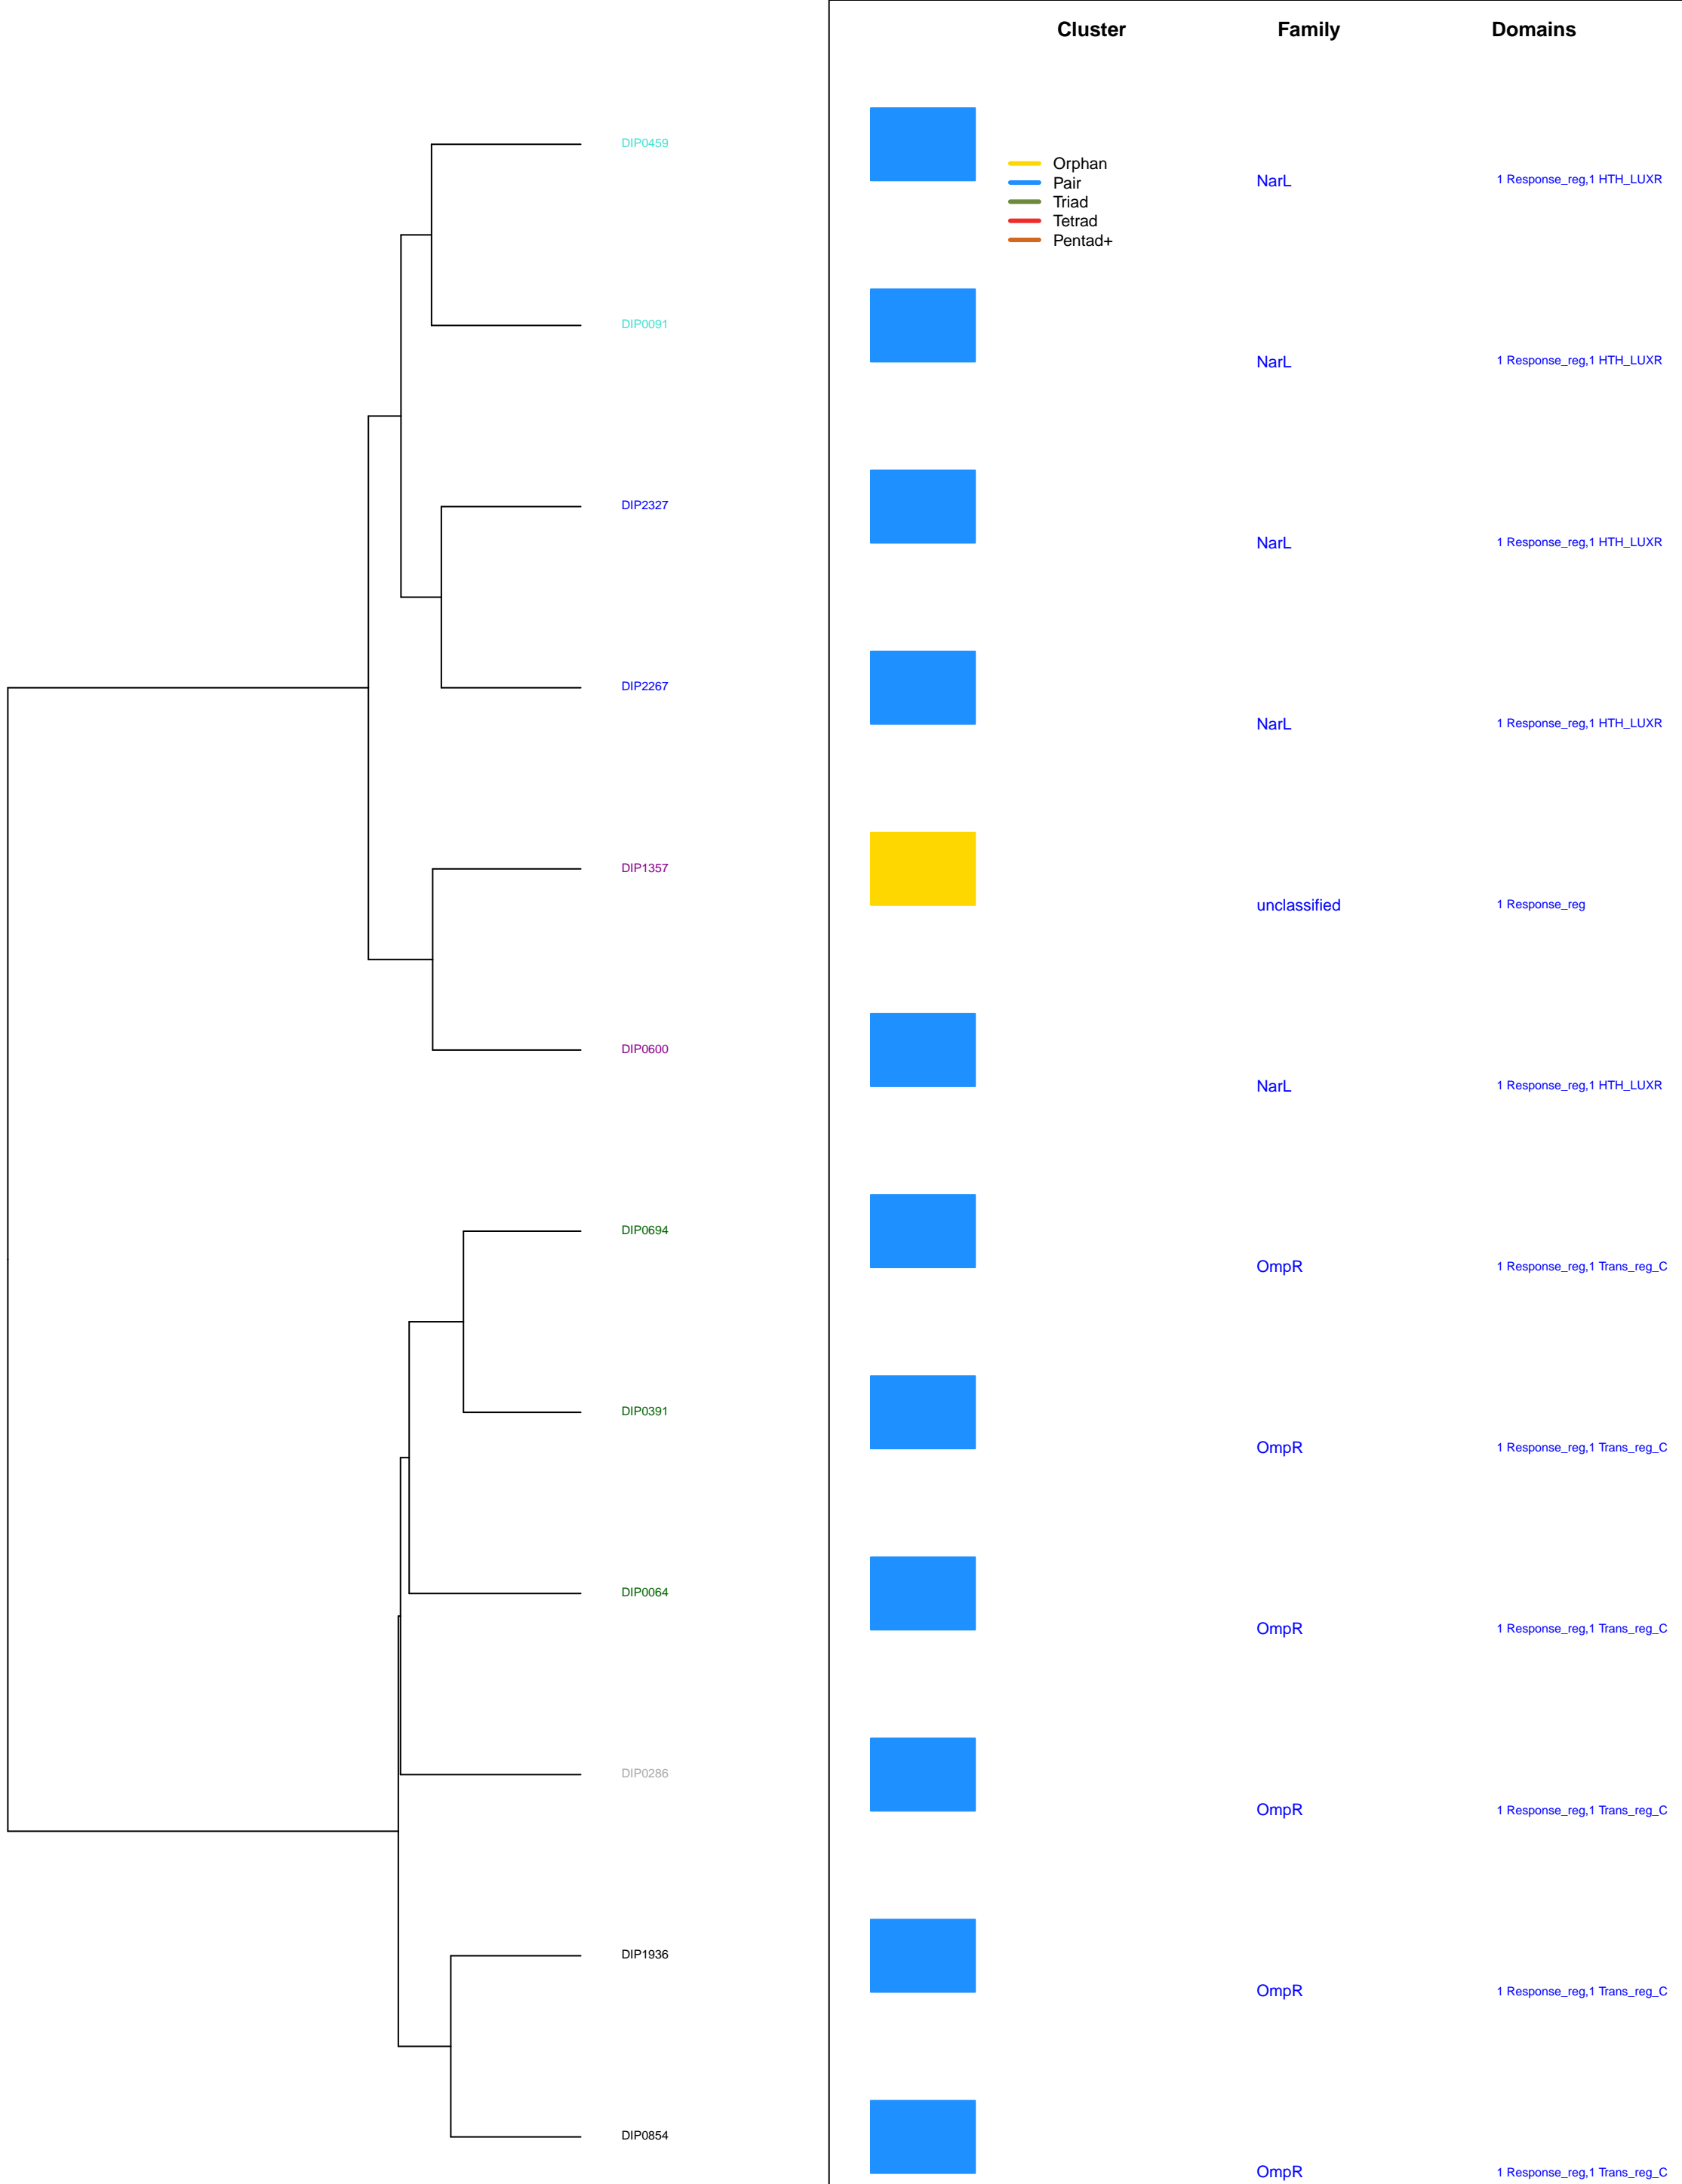 Cluster Family Domains
DIP0459
Orphan
Pair
NarL 1 Response_reg,1 HTH_LUXR
Triad
Tetrad
Pentad+
DIP0091
NarL 1 Response_reg,1 HTH_LUXR
DIP2327
NarL 1 Response_reg,1 HTH_LUXR
DIP2267
NarL 1 Response_reg,1 HTH_LUXR
DIP1357
unclassified 1 Response_reg
DIP0600
NarL 1 Response_reg,1 HTH_LUXR
DIP0694
OmpR 1 Response_reg,1 Trans_reg_C
DIP0391
OmpR 1 Response_reg,1 Trans_reg_C
DIP0064
OmpR 1 Response_reg,1 Trans_reg_C
DIP0286
OmpR 1 Response_reg,1 Trans_reg_C
DIP1936
OmpR 1 Response_reg,1 Trans_reg_C
DIP0854
OmpR 1 Response_reg,1 Trans_reg_C